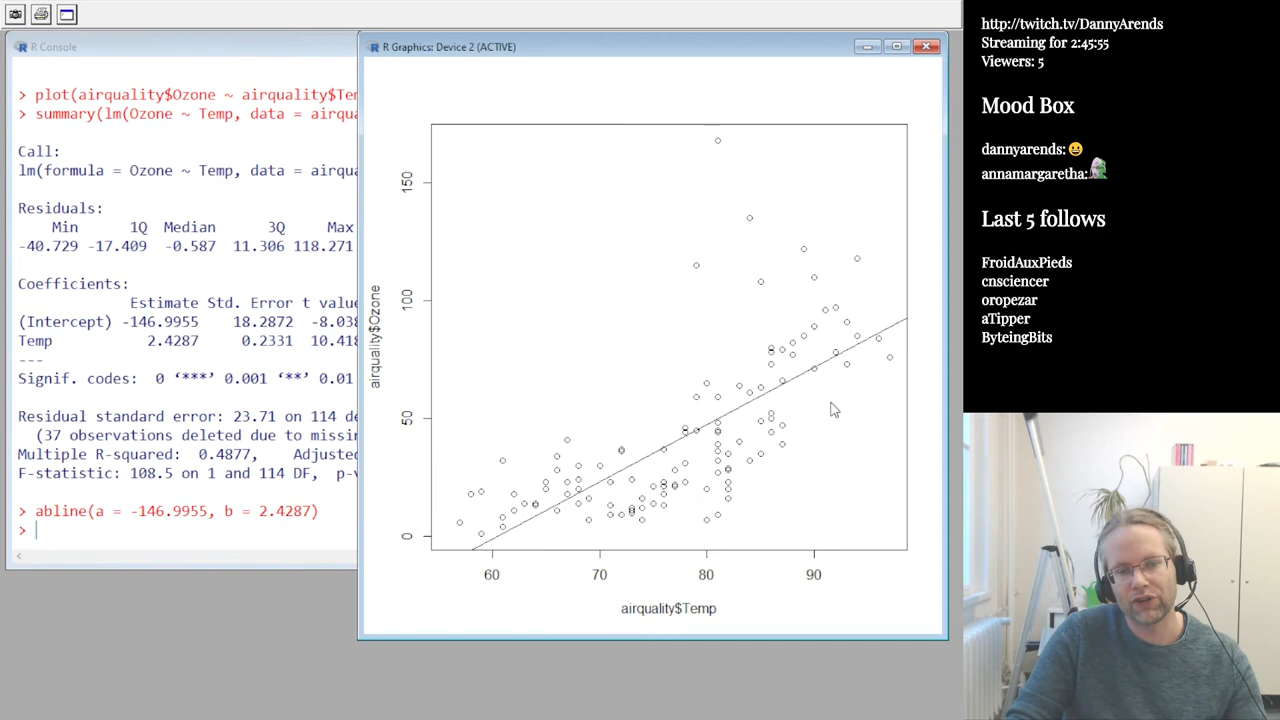 R Console
> plot(airquality$Ozone ~ airquality$Te
> summary(lm(Ozone ~ Temp, data = airqua
Call:
lm(formula = Ozone ~ Temp, data = airqua
Residuals:
Min 1Q Median 3Q Max
-40.729 -17.409 -0.587 11.306 118.271
Coefficients:
Estimate Std. Error t value
(Intercept) -146.9955 18.2872 -8.038
Temp 2.4287 0.2331 10.418
---
Signif. codes: 0 ‘***’ 0.001 ‘**’ 0.01
Residual standard error: 23.71 on 114 de
(37 observations deleted due to missin
Multiple R-squared: 0.4877, Adjusted
F-statistic: 108.5 on 1 and 114 DF, p-v
> abline(a = -146.9955, b = 2.4287)
>
R Graphics: Device 2 (ACTIVE)
airquality$Ozone
150
100
50
0
60 70 80 90
airquality$Temp
http://twitch.tv/DannyArends
Streaming for 2:45:55
Viewers: 5
Mood Box
dannyarends:😀
annamargaretha:
Last 5 follows
FroidAuxPieds
cnsciencer
oropezar
aTipper
ByteingBits